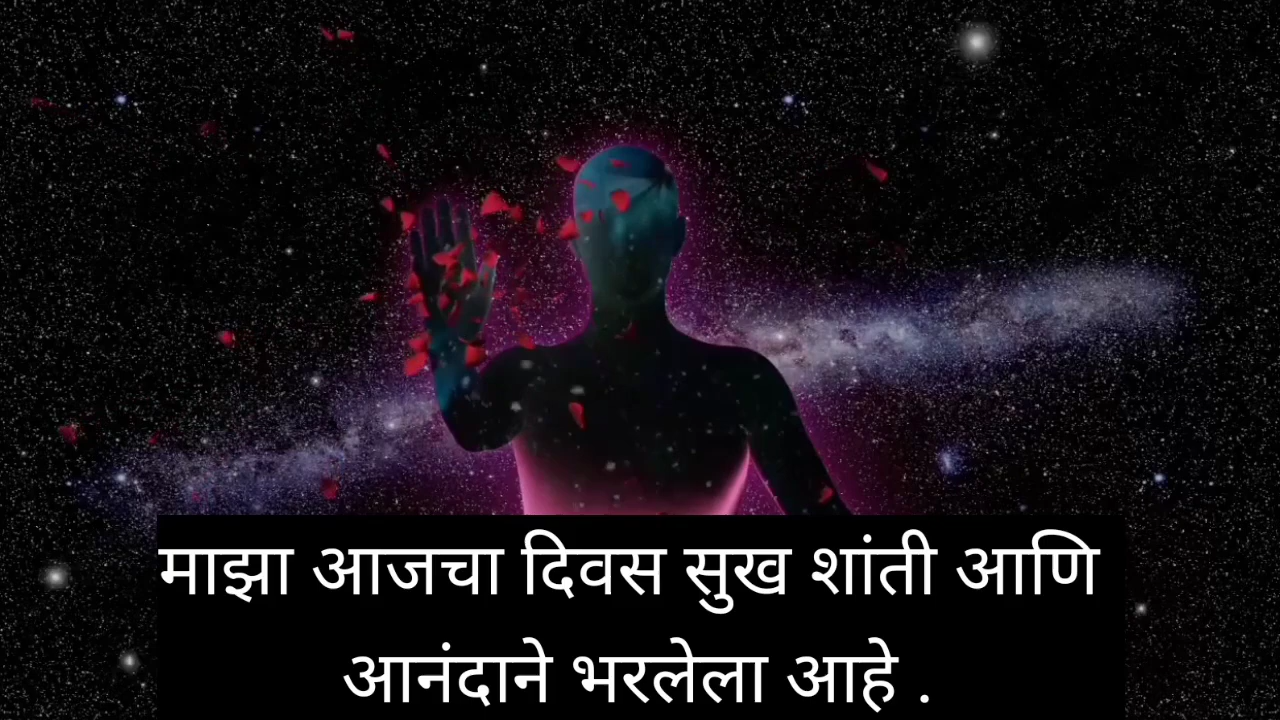 माझा आजचा दिवस सुख शांती आणि
आनंदाने भरलेला आहे .